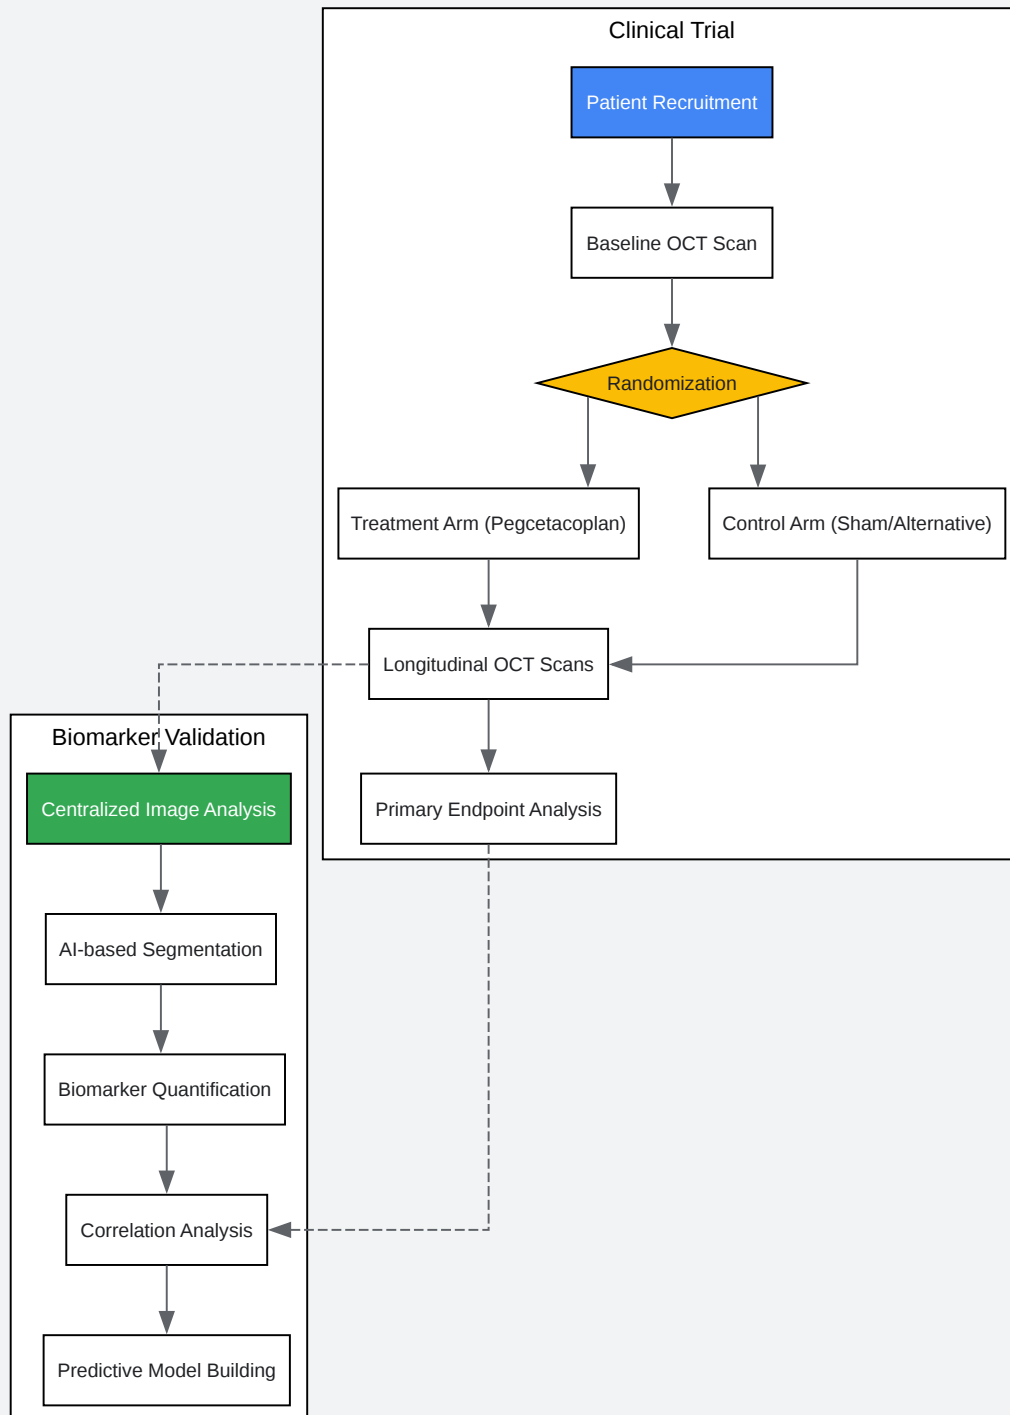 Clinical Trial
Patient Recruitment
Baseline OCT Scan
Randomization
Treatment Arm (Pegcetacoplan)
Control Arm (Sham/Alternative)
Longitudinal OCT Scans
Primary Endpoint Analysis
Biomarker Validation
Centralized Image Analysis
AI-based Segmentation
Biomarker Quantification
Correlation Analysis
Predictive Model Building